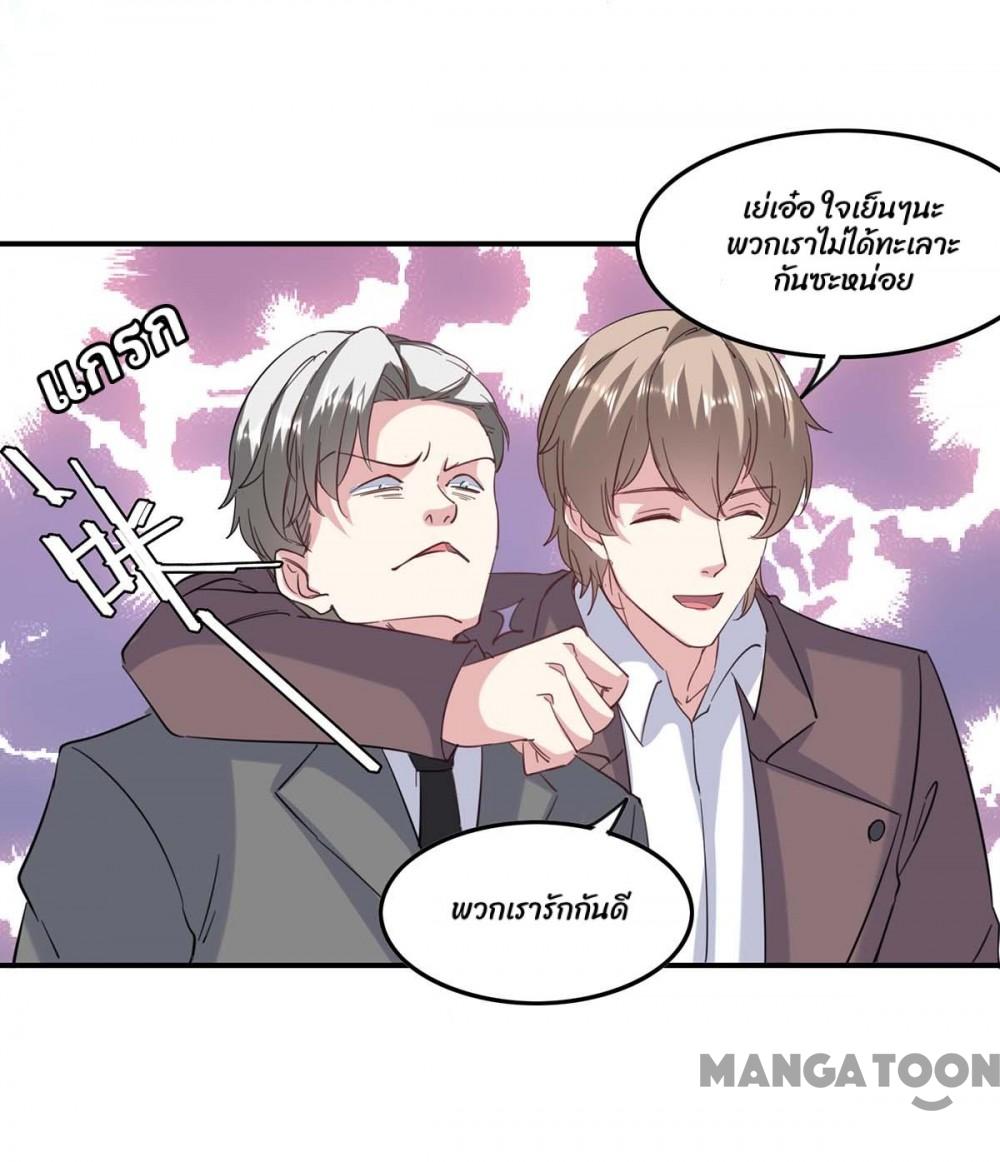 เย่เอ๋อ ใจเย็นๆนะ
พวกเราไม่ได้ทะเลาะ
กันซะหน่อย
แกรก
咔
พวกเรารักกันดี
MANGATOON